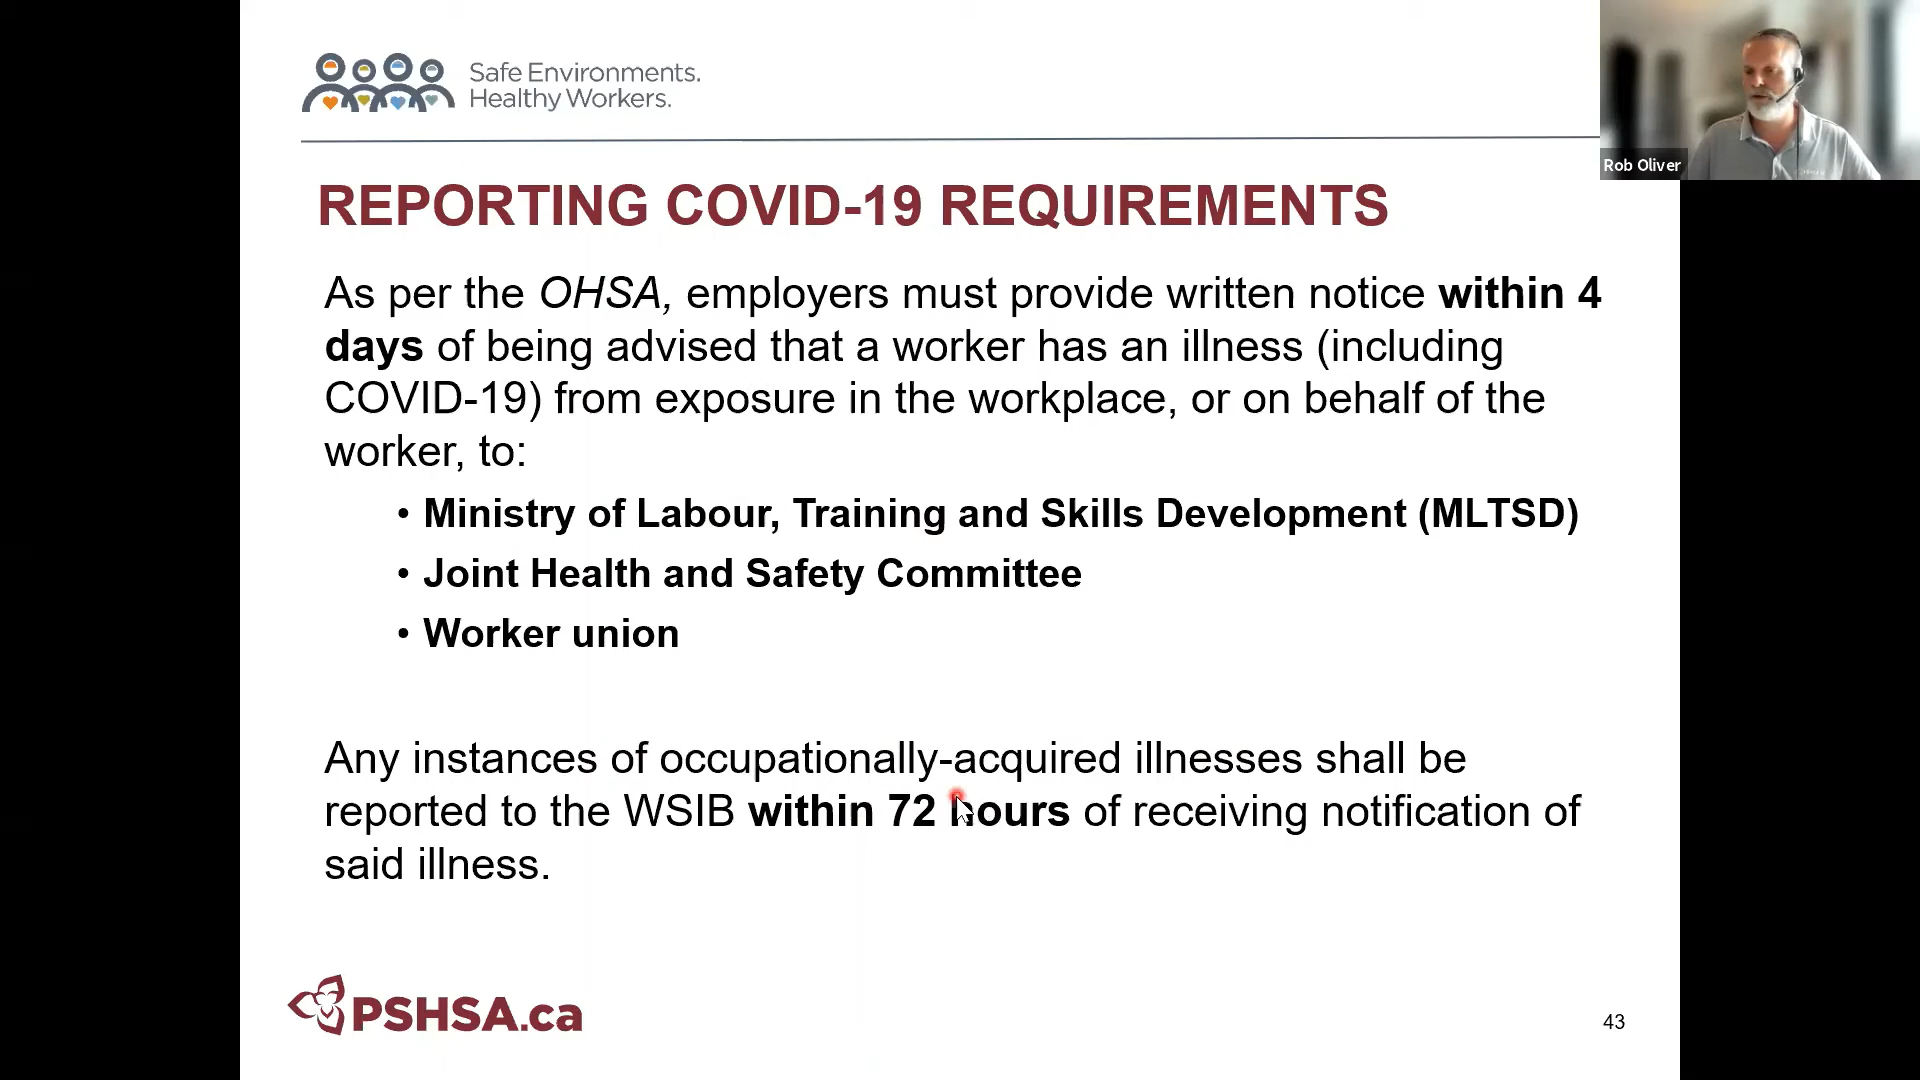 Safe Environments.
Healthy Workers.
Rob Oliver
REPORTING COVID-19 REQUIREMENTS
As per the OHSA, employers must provide written notice within 4
days of being advised that a worker has an illness (including
COVID-19) from exposure in the workplace, or on behalf of the
worker, to:
• Ministry of Labour, Training and Skills Development (MLTSD)
• Joint Health and Safety Committee
• Worker union
Any instances of occupationally-acquired illnesses shall be
reported to the WSIB within 72 hours of receiving notification of
said illness.
PSHSA.ca
43